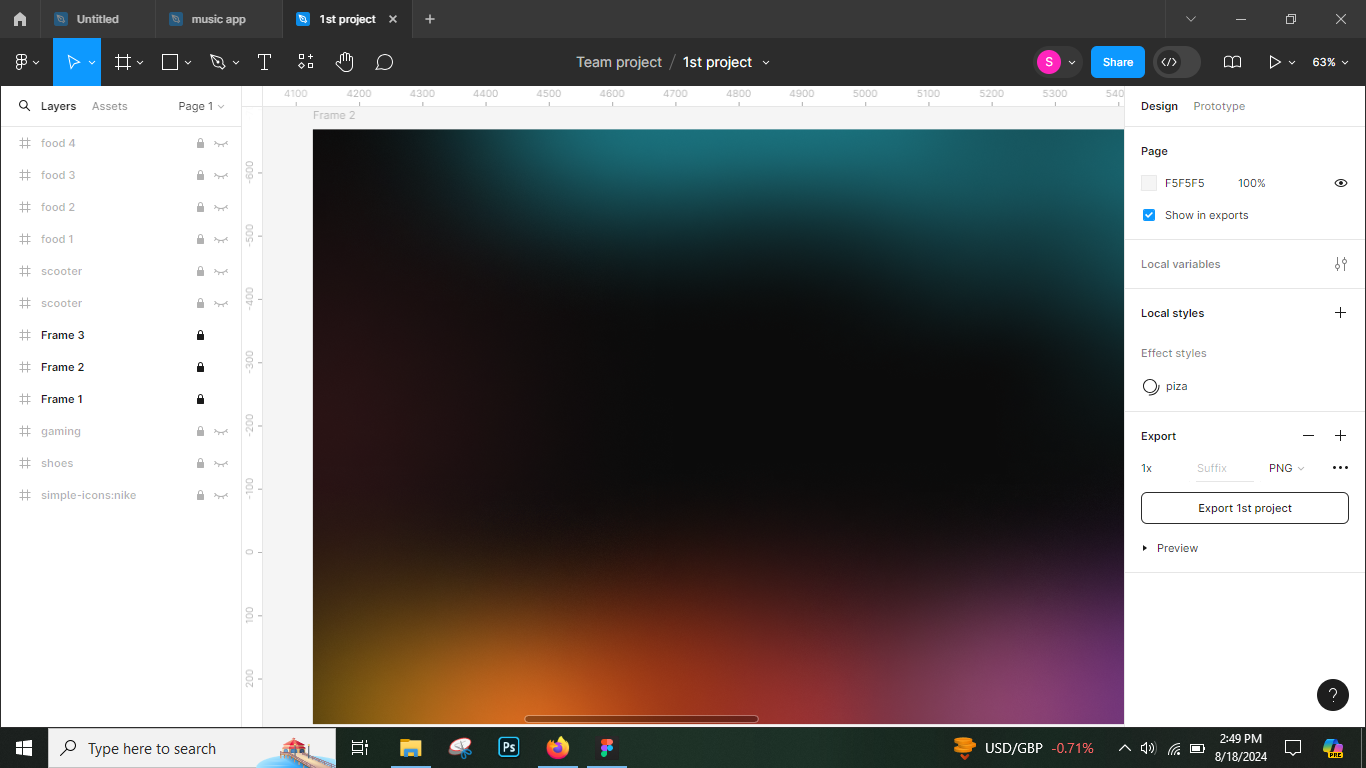 Untitled
music app
1st project
Team project / 1st project
S
Share
63%
Layers
Assets
Page 1
4100 4200 4300 4400 4500 4600 4700 4800 4900 5000 5100 5200 5300
Design
Prototype
Frame 2
food 4
food 3
food 2
food 1
scooter
scooter
Frame 3
Frame 2
Frame 1
gaming
shoes
simple-icons:nike
-600
-500
-400
-300
-200
-100
0
100
200
Page
F5F5F5 100%
Show in exports
Local variables
Local styles
Effect styles
piza
Export
1x Suffix PNG
Export 1st project
Preview
?
Type here to search
Ps
USD/GBP -0.71%
2:49 PM
8/18/2024
PRE